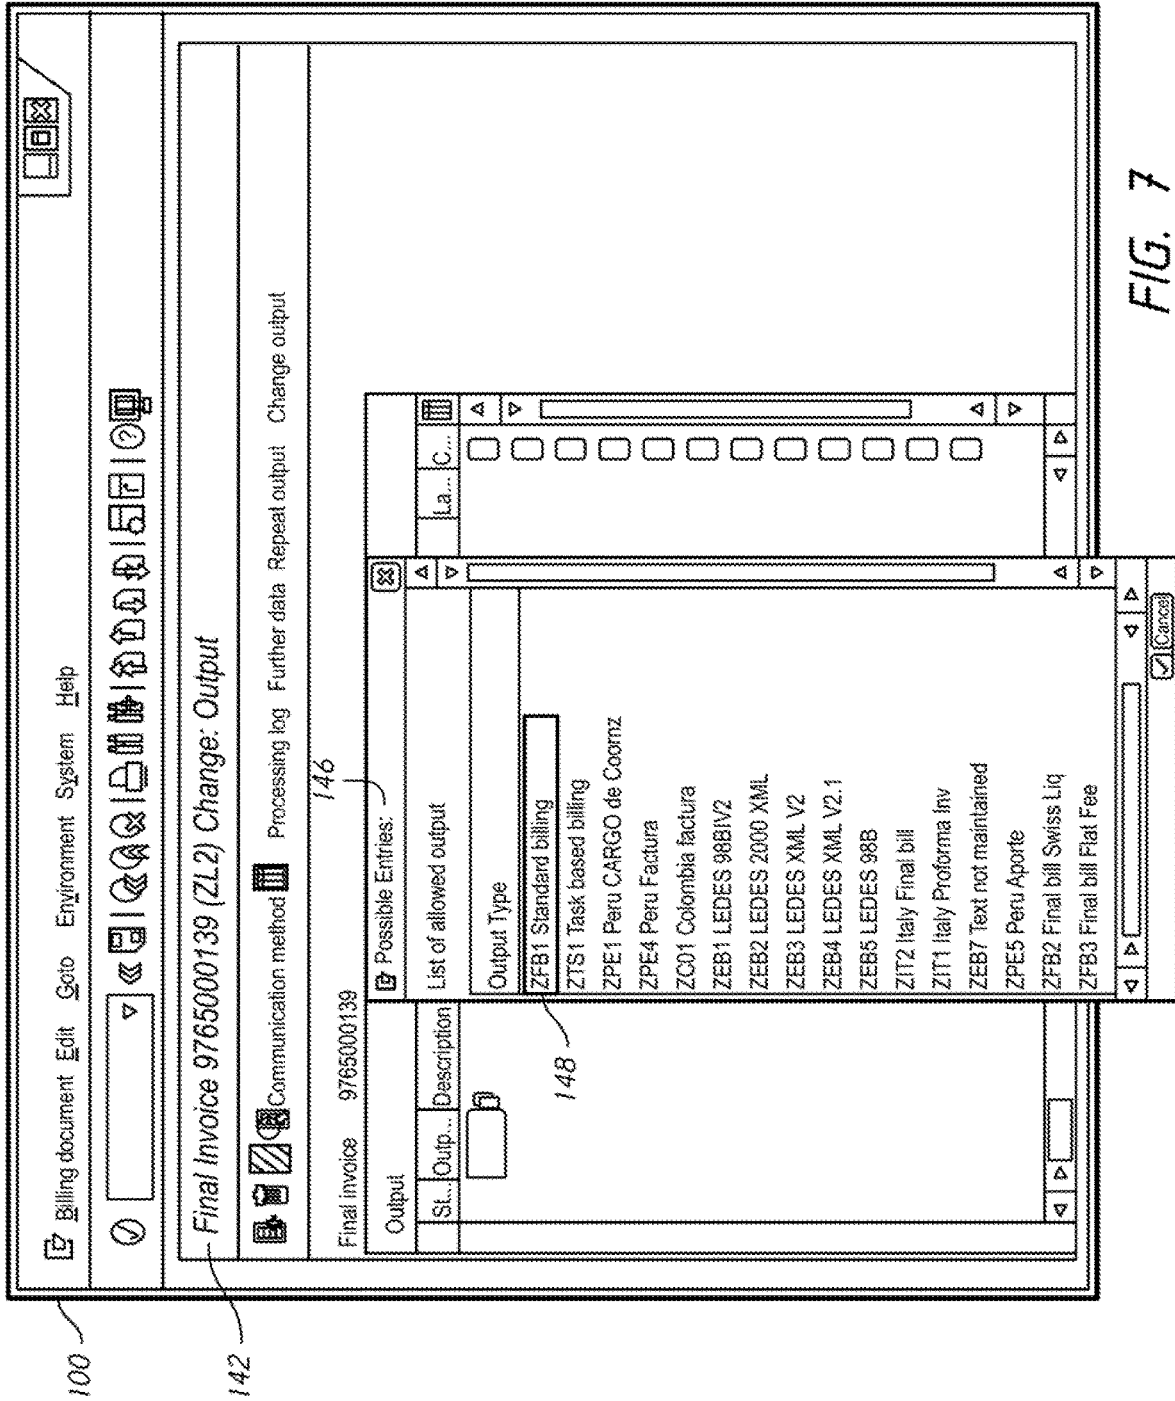 100
Billing document Edit Goto Environment System Help
142
Final Invoice 9765000139 (ZL2) Change: Output
Communication method Processing log Further data Repeat output Change output
Final invoice 9765000139
146
Output
Possible Entries:
St... Outp... Description
List of allowed output
La... C...
Output Type
148
ZFB1 Standard billing
ZTS1 Task based billing
ZPE1 Peru CARGO de Coornz
ZPE4 Peru Factura
ZC01 Colombia factura
ZEB1 LEDES 98BIV2
ZEB2 LEDES 2000 XML
ZEB3 LEDES XML V2
ZEB4 LEDES XML V2.1
ZEB5 LEDES 98B
ZIT2 Italy Final bill
ZIT1 Italy Proforma Inv
ZEB7 Text not maintained
ZPE5 Peru Aporte
ZFB2 Final bill Swiss Liq
ZFB3 Final bill Flat Fee
Cancel
FIG. 7